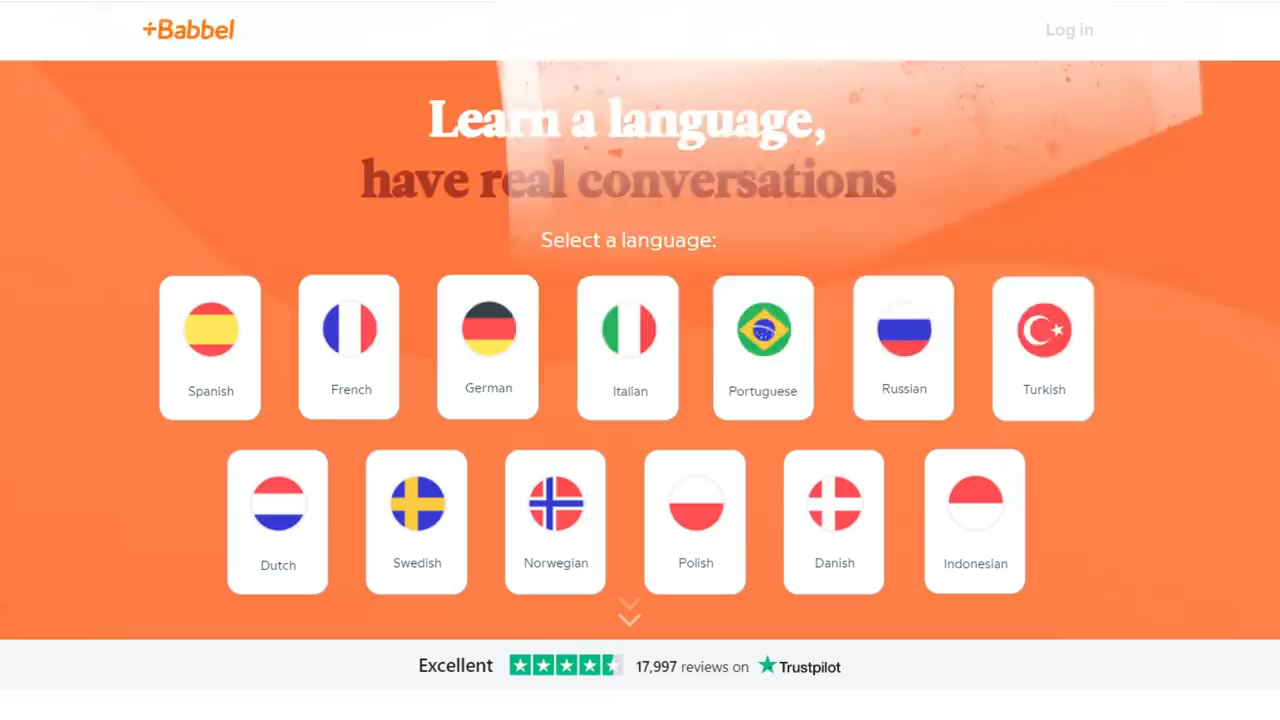 +Babbel
Log in
Learn a language,
have real conversations
Select a language:
Spanish
French
German
Italian
Portuguese
Russian
Turkish
Dutch
Swedish
Norwegian
Polish
Danish
Indonesian
Excellent 17,997 reviews on Trustpilot